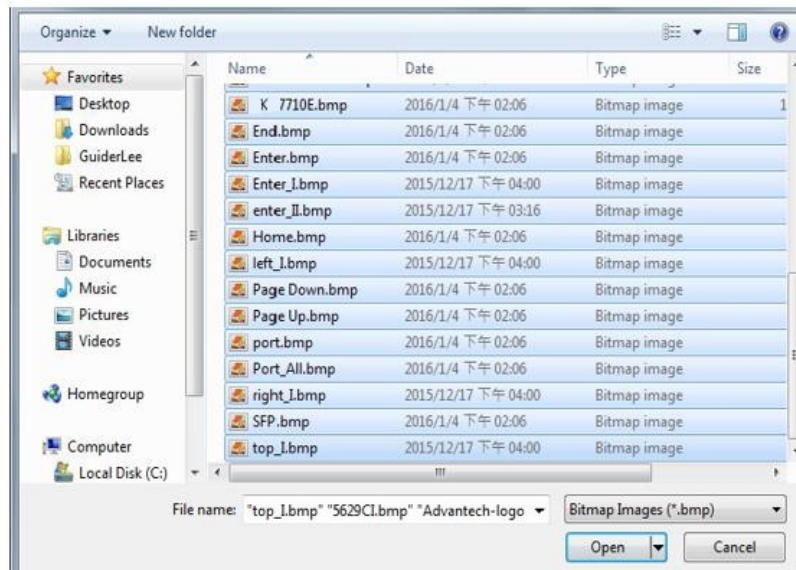 Organize New folder
Name Date Type Size
Favorites
Desktop
Downloads
GuiderLee
Recent Places
Libraries
Documents
Music
Pictures
Videos
Homegroup
Computer
Local Disk (C:)
K 7710E.bmp 2016/1/4 下午 02:06 Bitmap image 1
End.bmp 2016/1/4 下午 02:06 Bitmap image
Enter.bmp 2016/1/4 下午 02:06 Bitmap image
Enter_I.bmp 2015/12/17 下午 04:00 Bitmap image
enter_II.bmp 2015/12/17 下午 03:16 Bitmap image
Home.bmp 2016/1/4 下午 02:06 Bitmap image
left_I.bmp 2015/12/17 下午 04:00 Bitmap image
Page Down.bmp 2016/1/4 下午 02:06 Bitmap image
Page Up.bmp 2016/1/4 下午 02:06 Bitmap image
port.bmp 2016/1/4 下午 02:06 Bitmap image
Port_All.bmp 2016/1/4 下午 02:06 Bitmap image
right_I.bmp 2015/12/17 下午 04:00 Bitmap image
SFP.bmp 2016/1/4 下午 02:06 Bitmap image
top_I.bmp 2015/12/17 下午 04:00 Bitmap image
File name: "top_I.bmp" "5629CI.bmp" "Advantech-logo Bitmap Images (*.bmp)
Open Cancel